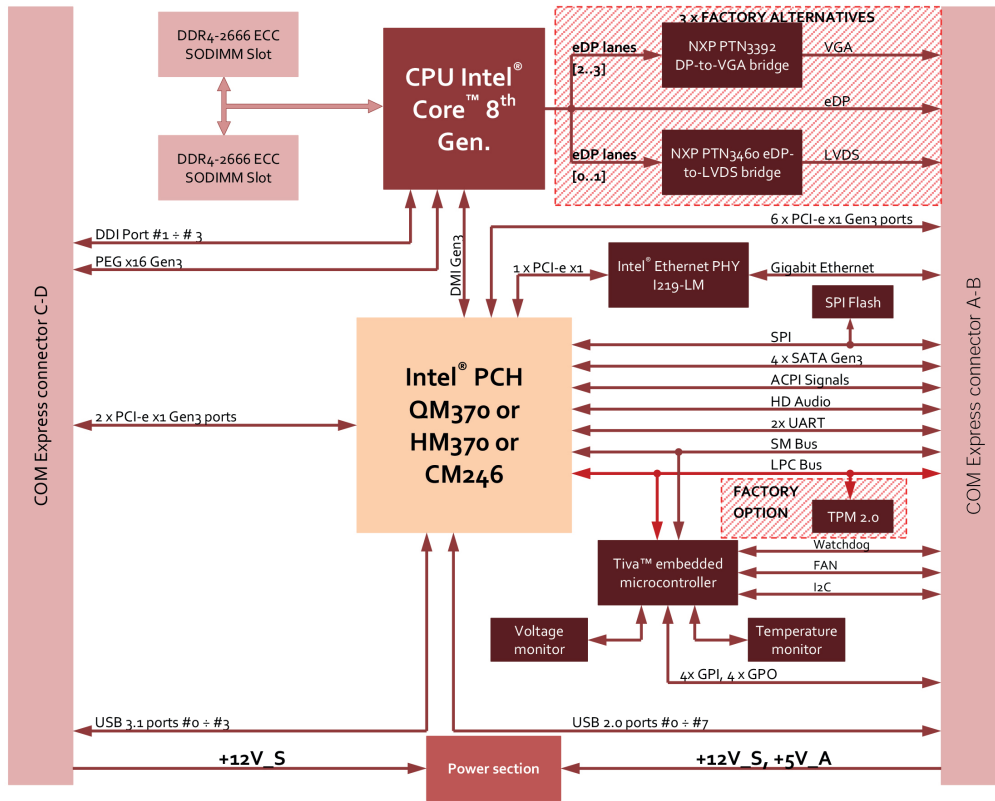 DDR4-2666 ECC
SODIMM Slot
DDR4-2666 ECC
SODIMM Slot
CPU Intel®
Core™ 8th
Gen.
3 x FACTORY ALTERNATIVES
eDP lanes
[2..3]
NXP PTN3392
DP-to-VGA bridge
VGA
eDP
eDP lanes
[0..1]
NXP PTN3460 eDP-
to-LVDS bridge
LVDS
DDI Port #1 ÷ # 3
PEG x16 Gen3
DMI Gen3
6 x PCI-e x1 Gen3 ports
1 x PCI-e x1
Intel® Ethernet PHY
I219-LM
Gigabit Ethernet
SPI Flash
COM Express connector C-D
COM Express connector A-B
Intel® PCH
QM370 or
HM370 or
CM246
SPI
4 x SATA Gen3
ACPI Signals
HD Audio
2x UART
SM Bus
LPC Bus
2 x PCI-e x1 Gen3 ports
FACTORY
OPTION
TPM 2.0
Tiva™ embedded
microcontroller
Watchdog
FAN
I2C
Voltage
monitor
Temperature
monitor
4x GPI, 4 x GPO
USB 3.1 ports #0 ÷ #3
USB 2.0 ports #0 ÷ #7
+12V_S
Power section
+12V_S, +5V_A